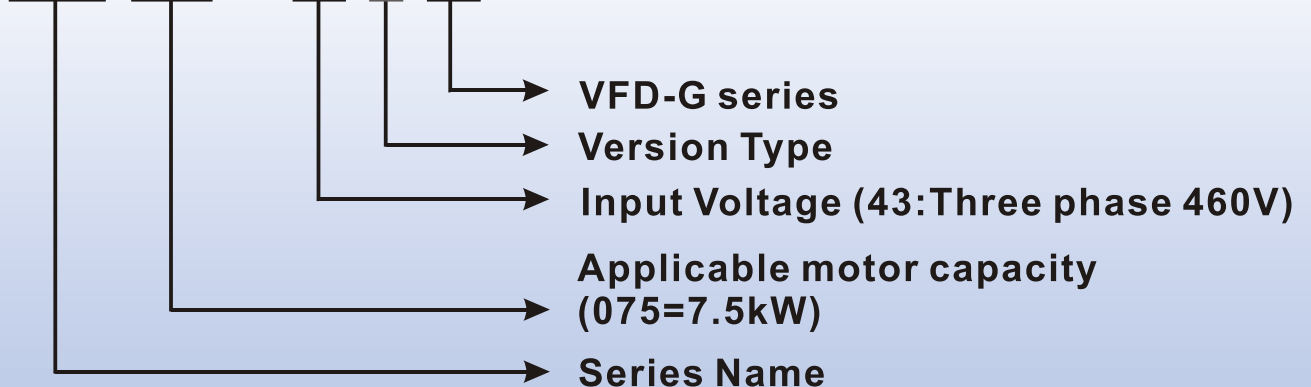 VFD-G series
Version Type
Input Voltage (43:Three phase 460V)
Applicable motor capacity
(075=7.5kW)
Series Name